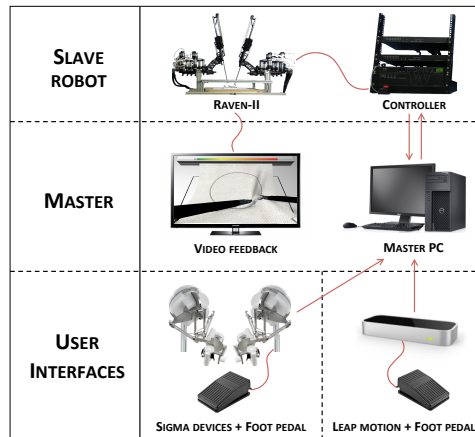 SLAVE
ROBOT
RAVEN-II
CONTROLLER
MASTER
VIDEO FEEDBACK
MASTER PC
USER
INTERFACES
SIGMA DEVICES + FOOT PEDAL
LEAP MOTION + FOOT PEDAL